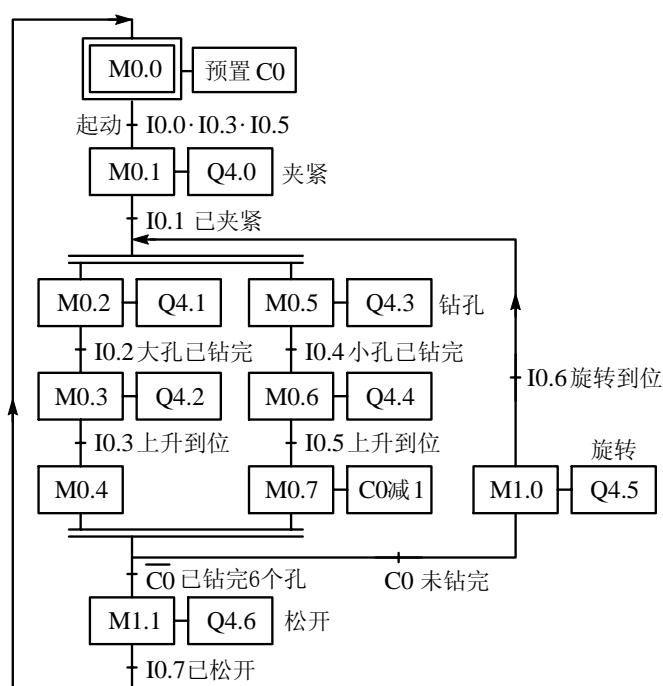 M0.0 预置 C0
起动 I0.0·I0.3·I0.5
M0.1 Q4.0 夹紧
I0.1 已夹紧
M0.2 Q4.1 M0.5 Q4.3 钻孔
I0.2 大孔已钻完 I0.4 小孔已钻完
I0.6 旋转到位
M0.3 Q4.2 M0.6 Q4.4
I0.3 上升到位 I0.5 上升到位
旋转
M0.4 M0.7 C0减1 M1.0 Q4.5
C0 已钻完6个孔 C0 未钻完
M1.1 Q4.6 松开
I0.7 已松开